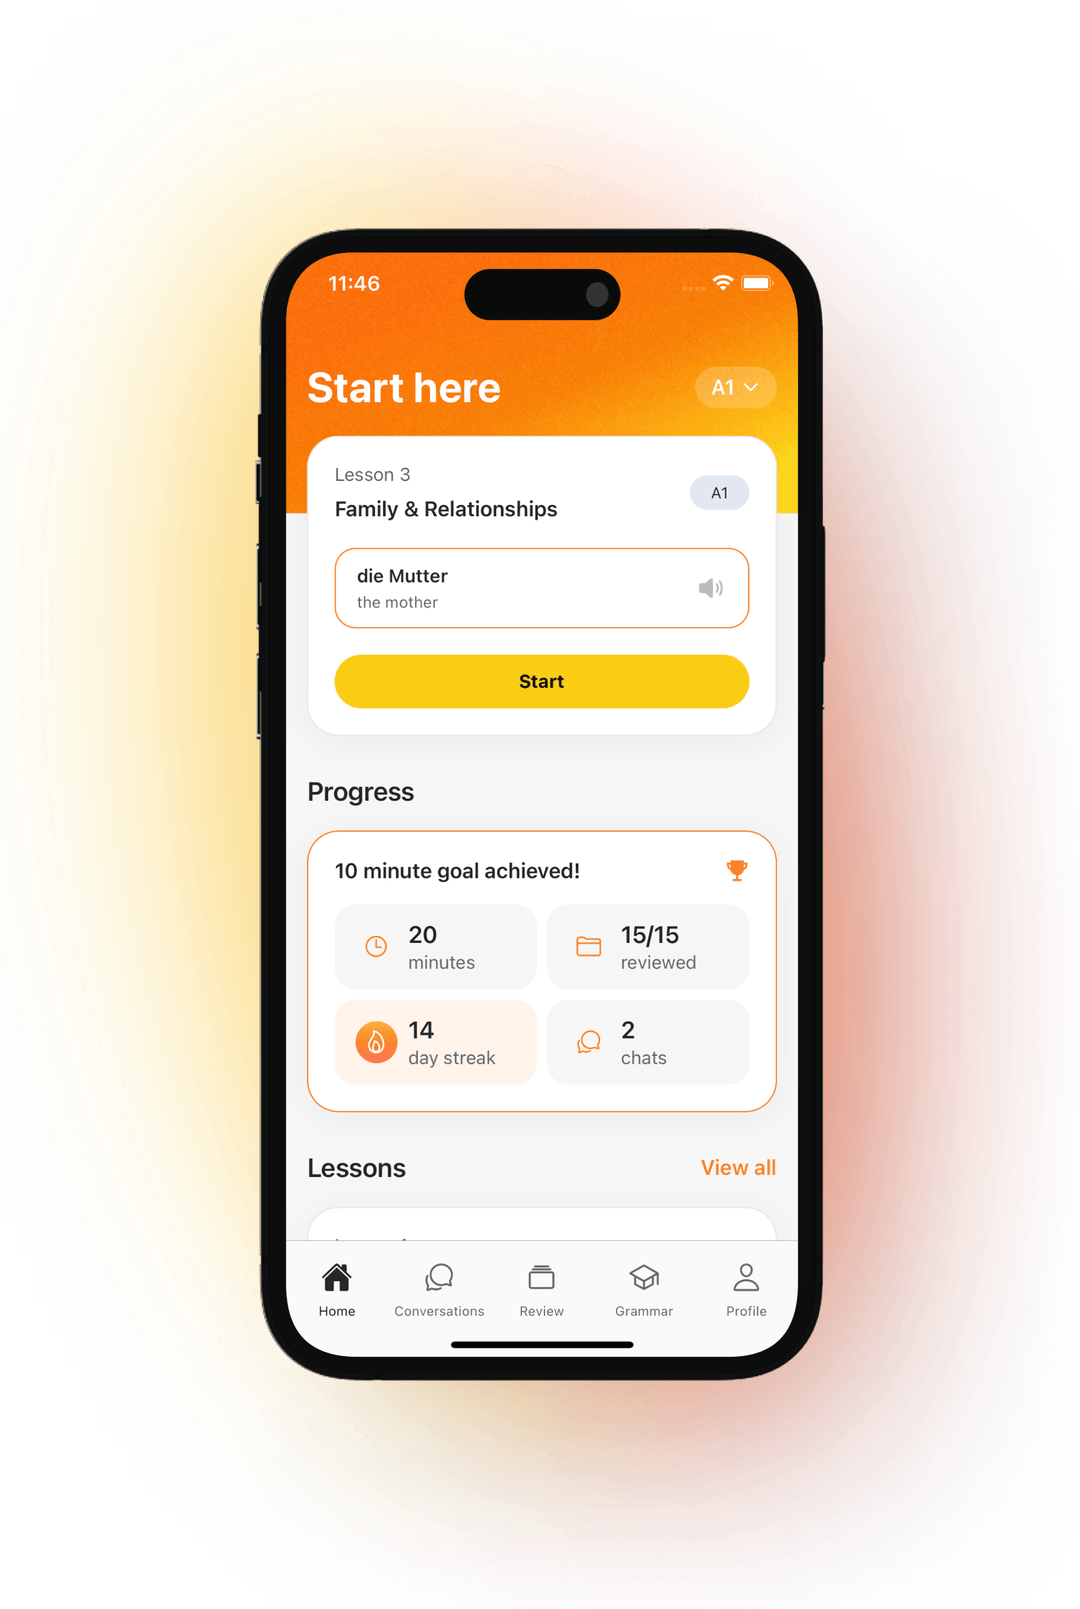 11:46
Start here
A1
Lesson 3
Family & Relationships
A1
die Mutter
the mother
Start
Progress
10 minute goal achieved!
20
minutes
15/15
reviewed
14
day streak
2
chats
Lessons
View all
Home
Conversations
Review
Grammar
Profile